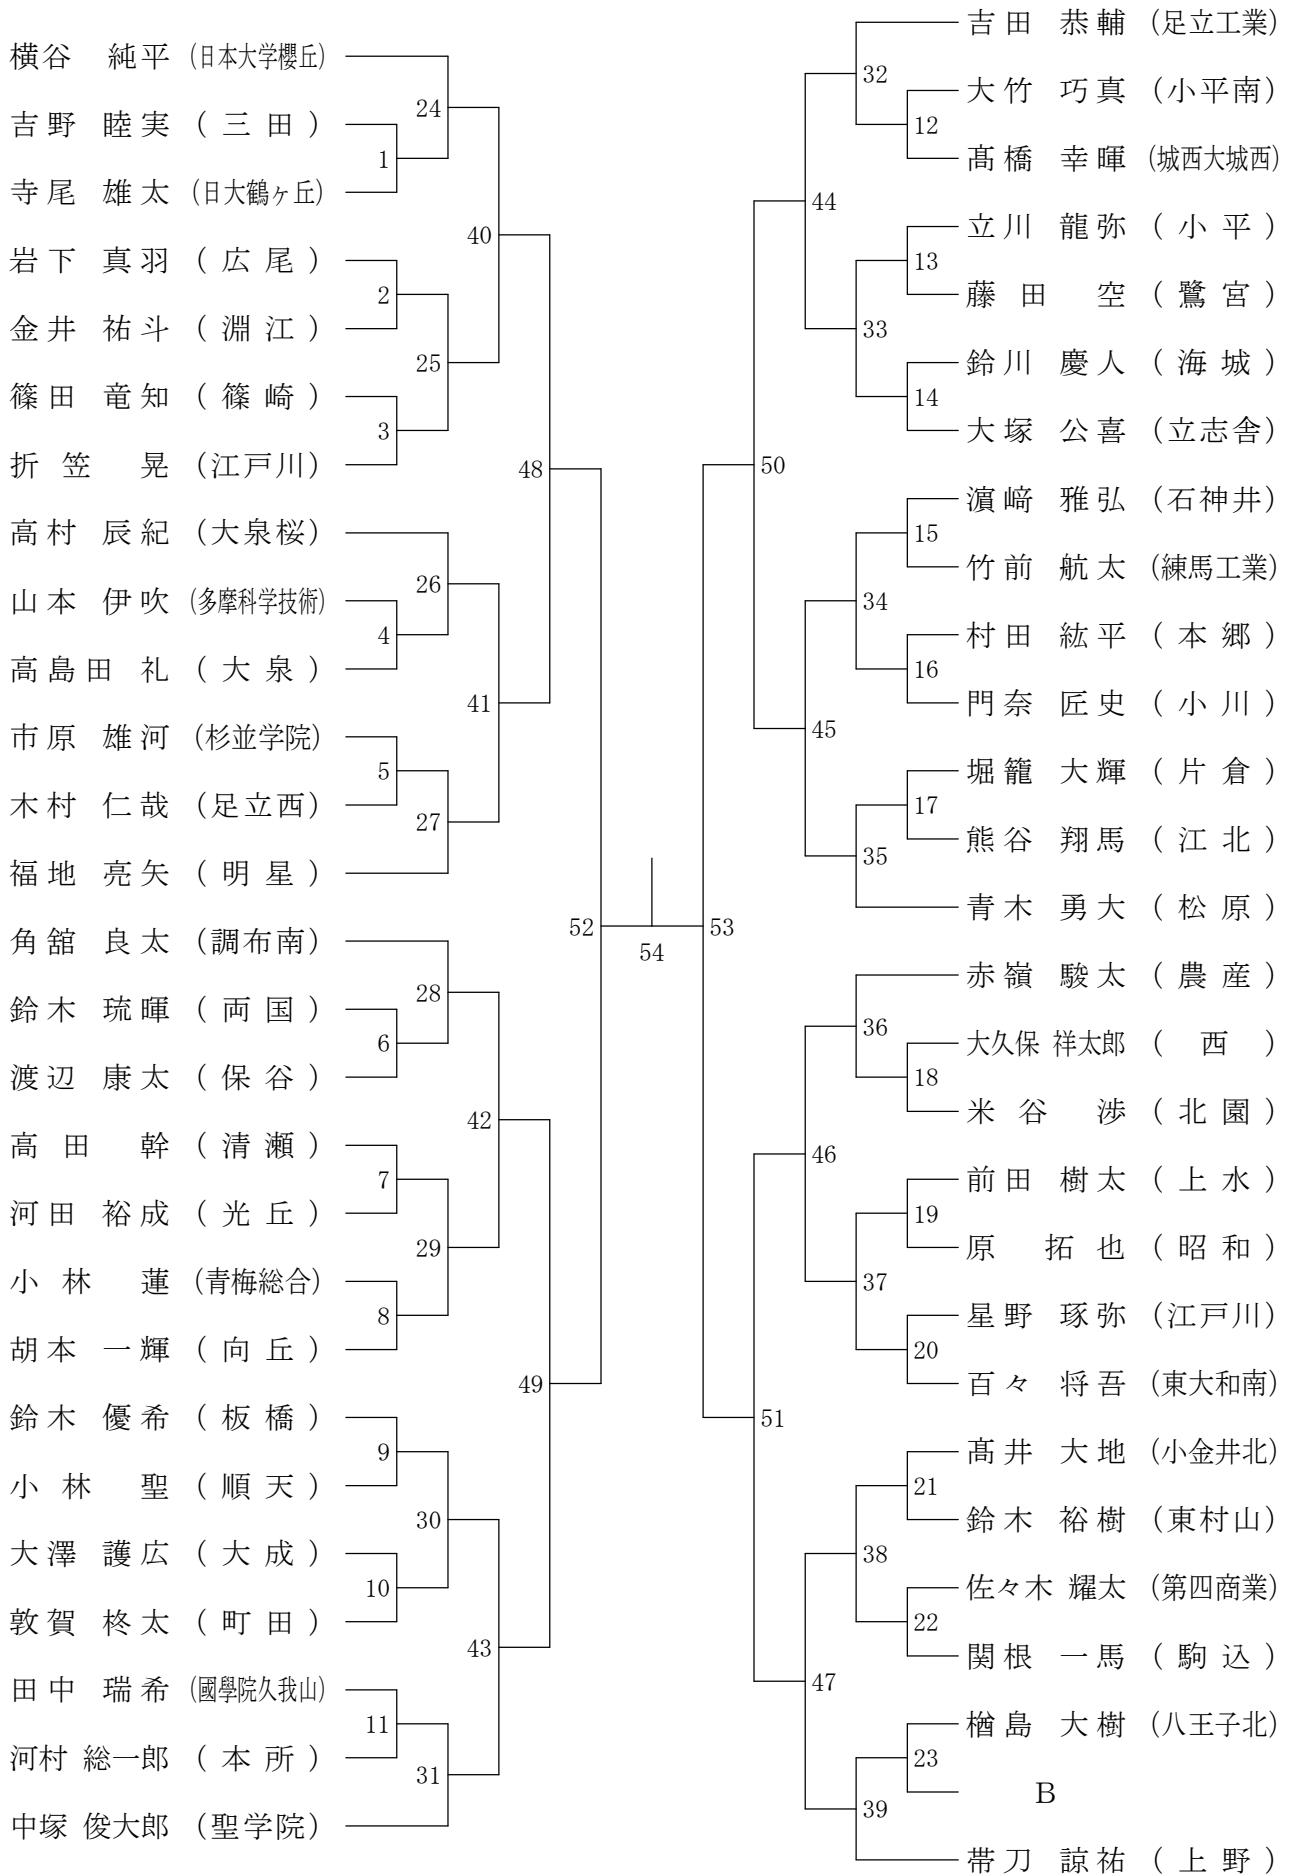 横谷 純平 (日本大学櫻丘)
吉野 睦実 (三田)
寺尾 雄太 (日大鶴ヶ丘)
岩下 真羽 (広尾)
金井 祐斗 (淵江)
篠田 竜知 (篠崎)
折笠 晃 (江戸川)
高村 辰紀 (大泉桜)
山本 伊吹 (多摩科学技術)
高島田 礼 (大泉)
市原 雄河 (杉並学院)
木村 仁哉 (足立西)
福地 亮矢 (明星)
角舘 良太 (調布南)
鈴木 琉暉 (両国)
渡辺 康太 (保谷)
高田 幹 (清瀬)
河田 裕成 (光丘)
小林 蓮 (青梅総合)
胡本 一輝 (向丘)
鈴木 優希 (板橋)
小林 聖 (順天)
大澤 護広 (大成)
敦賀 柊太 (町田)
田中 瑞希 (國學院久我山)
河村 総一郎 (本所)
中塚 俊大郎 (聖学院)
1
2
3
4
5
6
7
8
9
10
11
24
25
26
27
28
29
30
31
40
41
42
43
48
49
52
54
53
50
51
44
45
46
47
32
33
34
35
36
37
38
39
12
13
14
15
16
17
18
19
20
21
22
23
吉田 恭輔 (足立工業)
大竹 巧真 (小平南)
髙橋 幸暉 (城西大城西)
立川 龍弥 (小平)
藤田 空 (鷺宮)
鈴川 慶人 (海城)
大塚 公喜 (立志舎)
濵﨑 雅弘 (石神井)
竹前 航太 (練馬工業)
村田 紘平 (本郷)
門奈 匠史 (小川)
堀籠 大輝 (片倉)
熊谷 翔馬 (江北)
青木 勇大 (松原)
赤嶺 駿太 (農産)
大久保 祥太郎 (西)
米谷 渉 (北園)
前田 樹太 (上水)
原 拓也 (昭和)
星野 琢弥 (江戸川)
百々 将吾 (東大和南)
髙井 大地 (小金井北)
鈴木 裕樹 (東村山)
佐々木 耀太 (第四商業)
関根 一馬 (駒込)
楢島 大樹 (八王子北)
B
帯刀 諒祐 (上野)